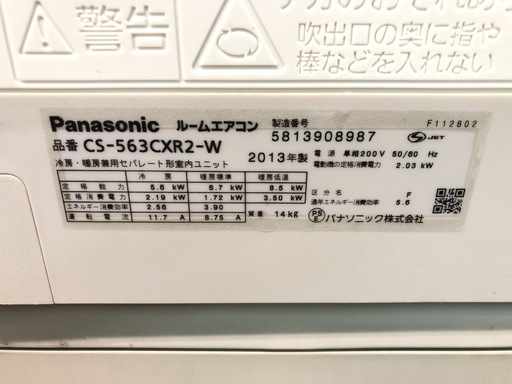 警告
吹出口の奥に指や
棒などを入れない
Panasonic ルームエアコン
品番 CS-563CXR2-W
冷房・暖房兼用セパレート形室内ユニット
製造番号
5813908987
F112802
JET
2013年製
電源 単相200V 50/60 Hz
電動機の定格消費電力 2.03 kW
冷房 暖房標準 暖房低温
定格能力 5.6 kW 6.7 kW 8.5 kW
定格消費電力 2.19 kW 1.72 kW 3.50 kW
エネルギー消費効率 2.56 3.90
運転電流 11.7 A 8.75 A
質量 14kg
区分名 F
通年エネルギー消費効率 5.6
PSE パナソニック株式会社